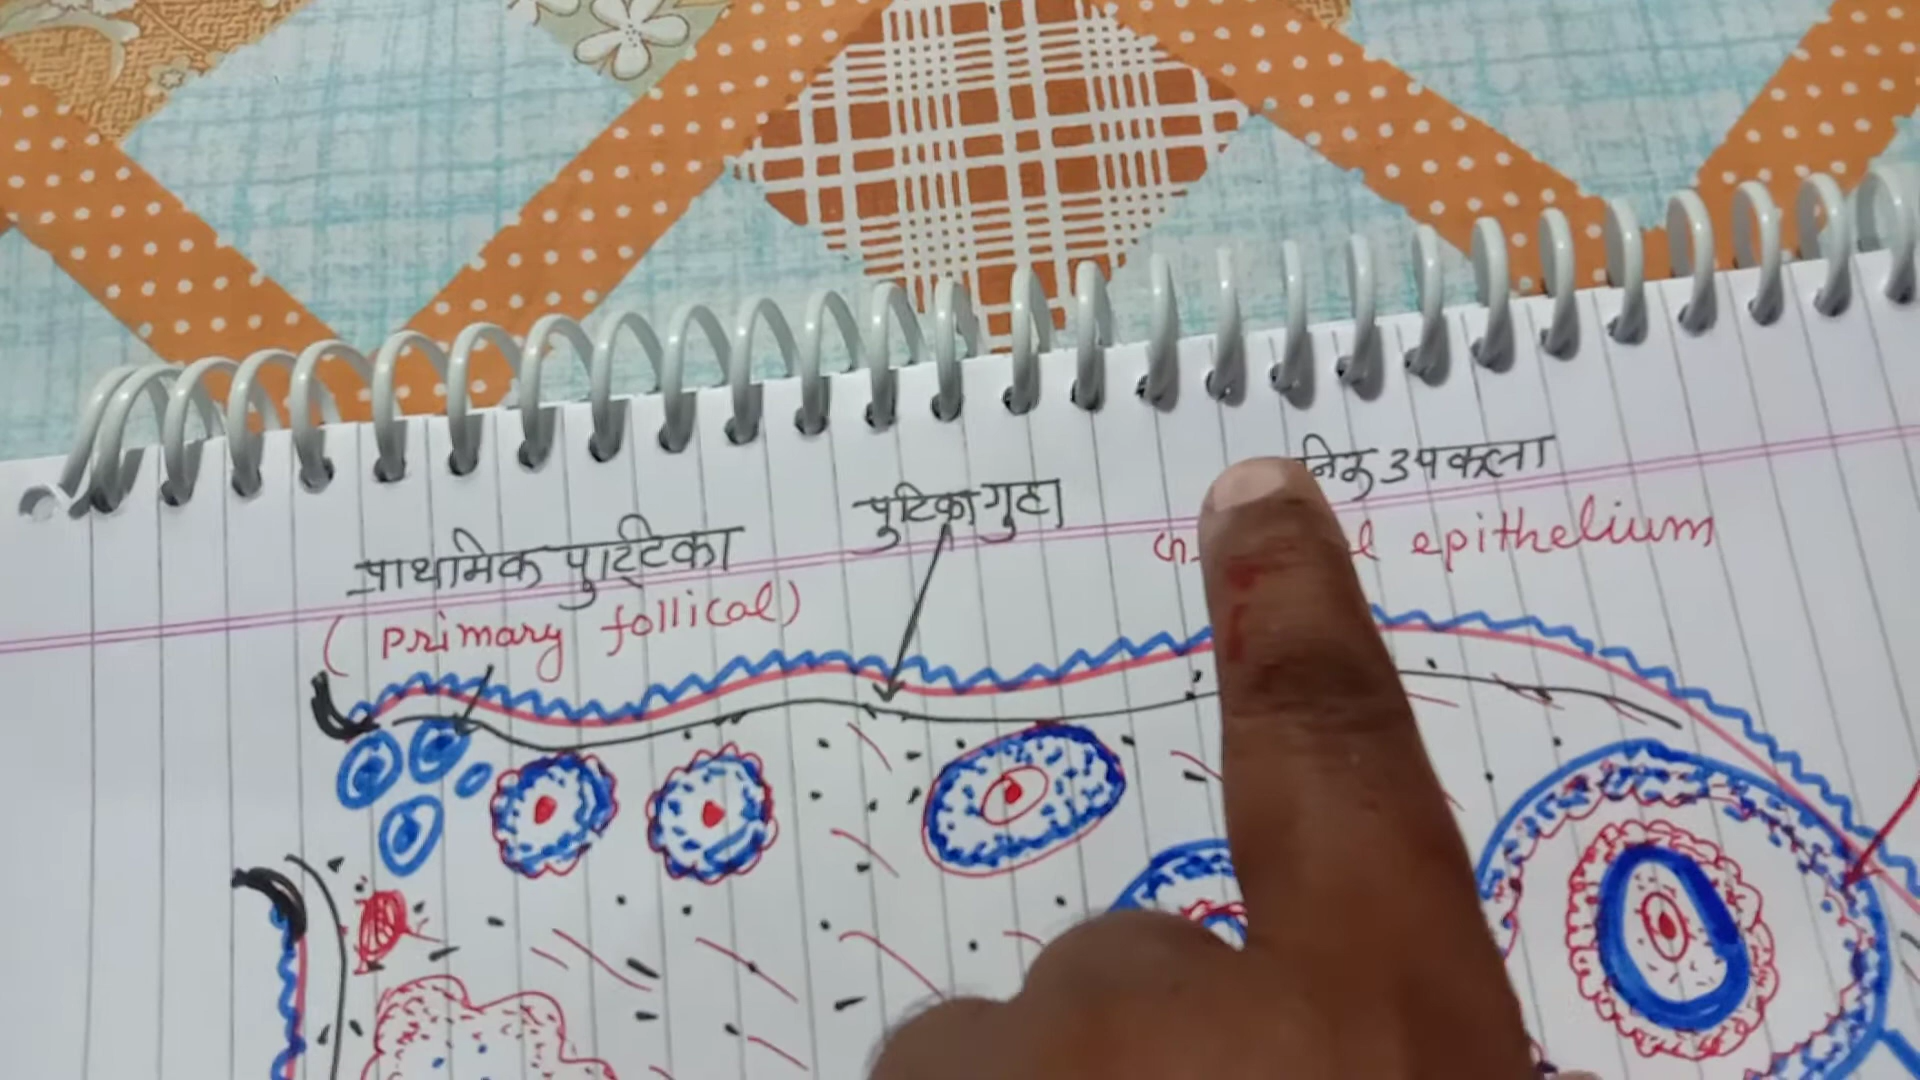 प्राथमिक पुट्टिका
( Primary follical)
पुटिका गुहा
उपकला
epithelium